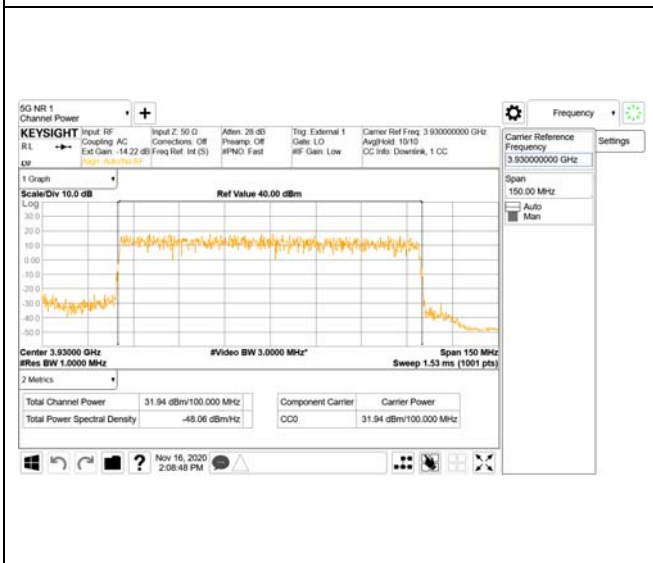 5G NR 1
Channel Power
Frequency
KEYSIGHT Input: RF Input Z: 50 Ω Atten: 28 dB Trig: External 1 Carrier Ref Freq: 3.930000000 GHz
RL Coupling: AC Corrections: Off Preamp: Off Gate: LO Avg|Hold: 10/10
Ext Gain: -14.22 dB Freq Ref: Int (S) #PNO: Fast #IF Gain: Low CC Info: Downlink, 1 CC
Align: Auto/No RF
Carrier Reference
Frequency
3.930000000 GHz
Settings
Span
150.00 MHz
Auto
Man
1 Graph
Scale/Div 10.0 dB Ref Value 40.00 dBm
Log
30.0
20.0
10.0
0.00
-10.0
-20.0
-30.0
-40.0
-50.0
Center 3.93000 GHz #Video BW 3.0000 MHz* Span 150 MHz
#Res BW 1.0000 MHz Sweep 1.53 ms (1001 pts)
2 Metrics
Total Channel Power 31.94 dBm/100.000 MHz Component Carrier Carrier Power
Total Power Spectral Density -48.06 dBm/Hz CC0 31.94 dBm/100.000 MHz
? Nov 16, 2020
2:08:48 PM